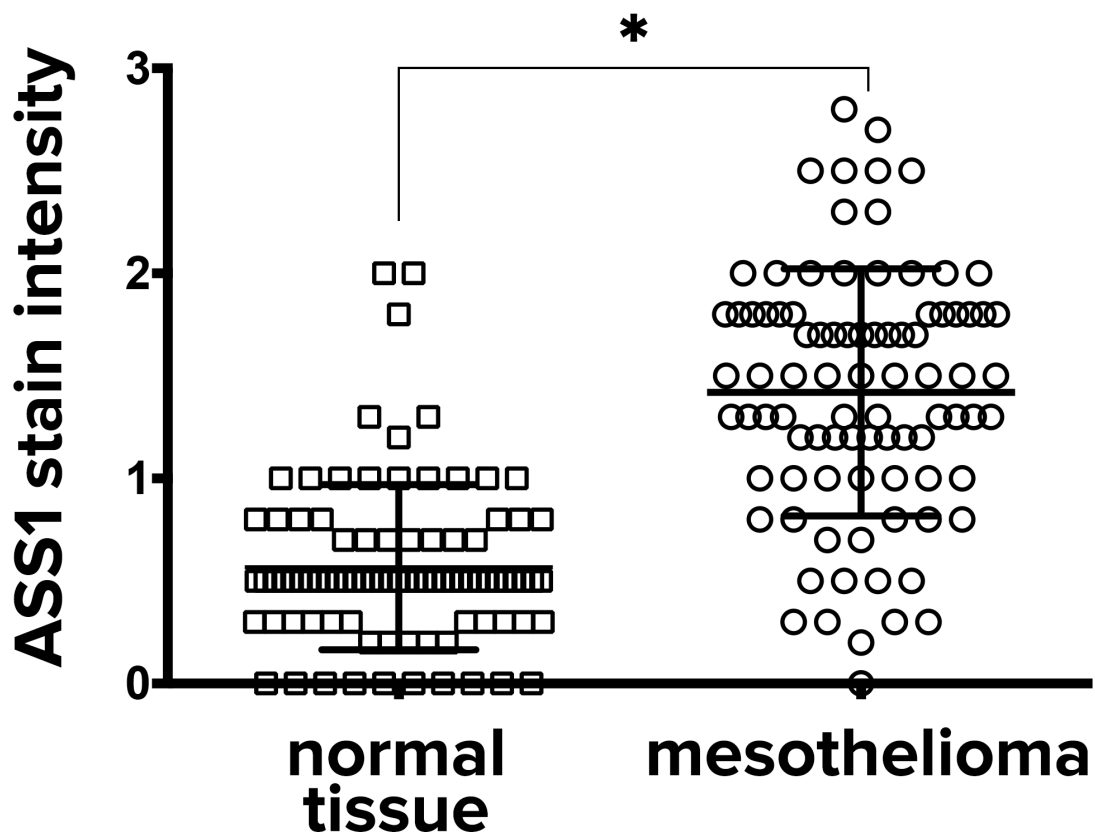 *
ASS1 stain intensity
3
2
1
0
normal
tissue
mesothelioma